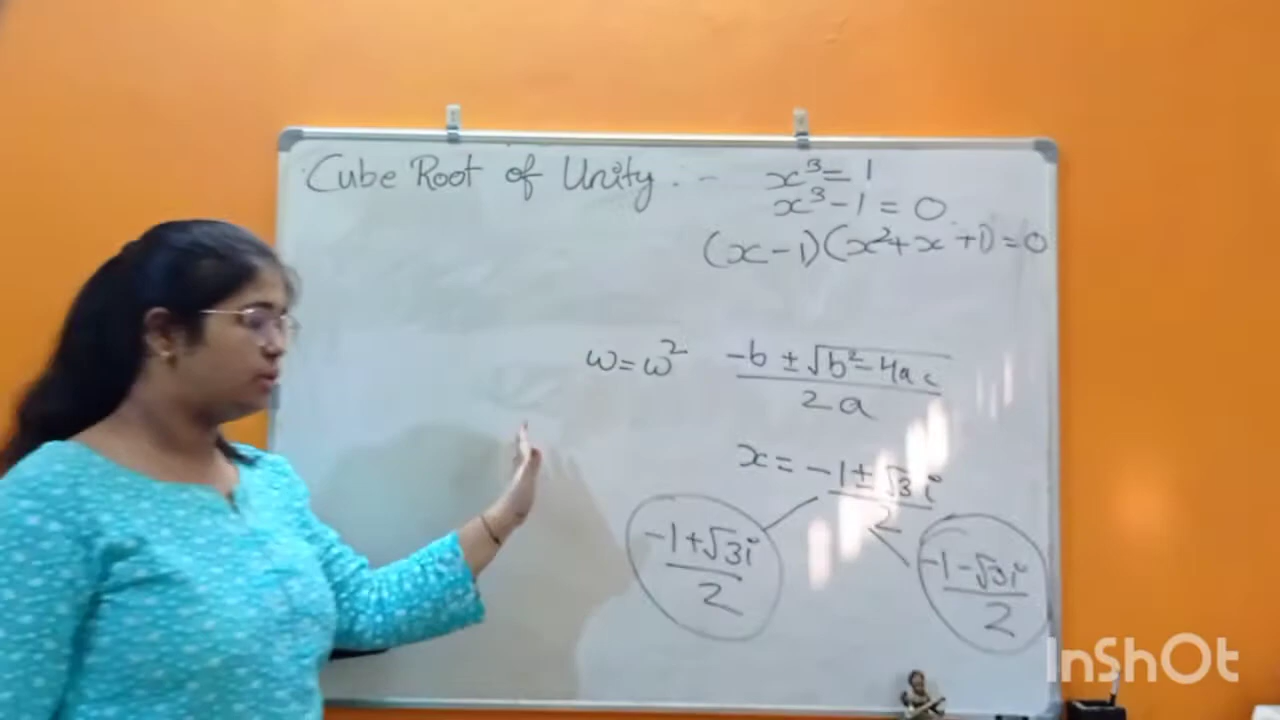 Cube Root of Unity :- x³ = 1
x³ - 1 = 0
(x-1)(x²+x+1) = 0
ω = ω² -b ± √b²-4ac / 2a
x = -1 ± √3i / 2
-1+√3i / 2
-1-√3i / 2
InShOt